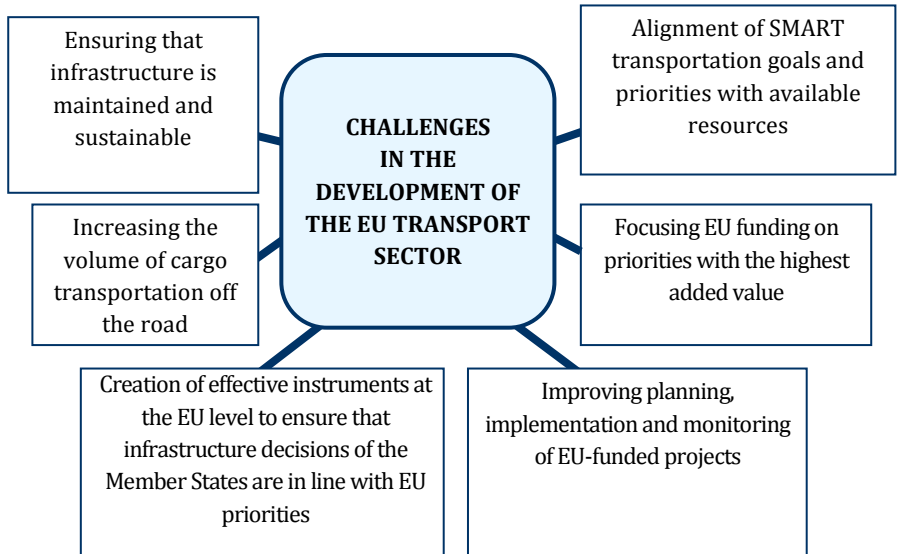 Ensuring that
infrastructure is
maintained and
sustainable
CHALLENGES
IN THE
DEVELOPMENT OF
THE EU TRANSPORT
SECTOR
Alignment of SMART
transportation goals and
priorities with available
resources
Increasing the
volume of cargo
transportation off
the road
Focusing EU funding on
priorities with the highest
added value
Creation of effective instruments at
the EU level to ensure that
infrastructure decisions of the
Member States are in line with EU
priorities
Improving planning,
implementation and monitoring
of EU-funded projects